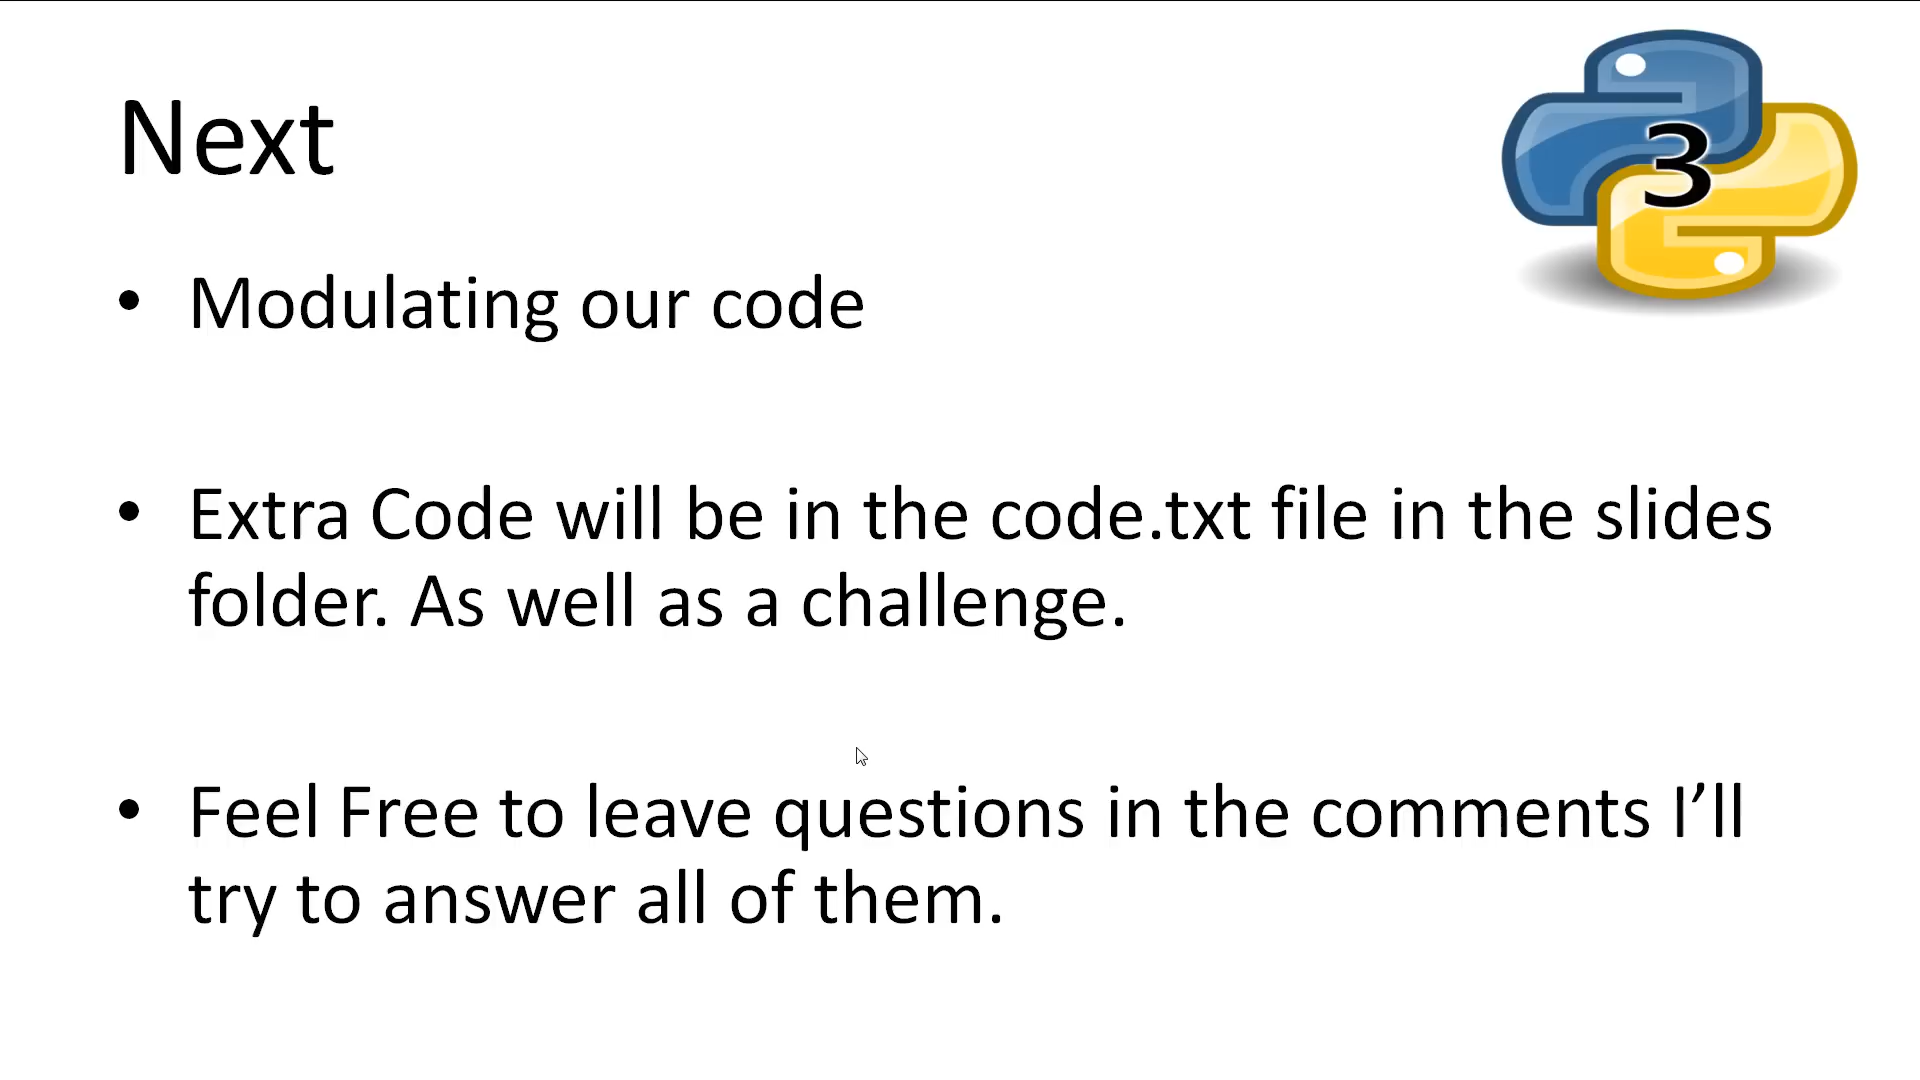 Next
3
• Modulating our code
• Extra Code will be in the code.txt file in the slides
folder. As well as a challenge.
• Feel Free to leave questions in the comments I’ll
try to answer all of them.